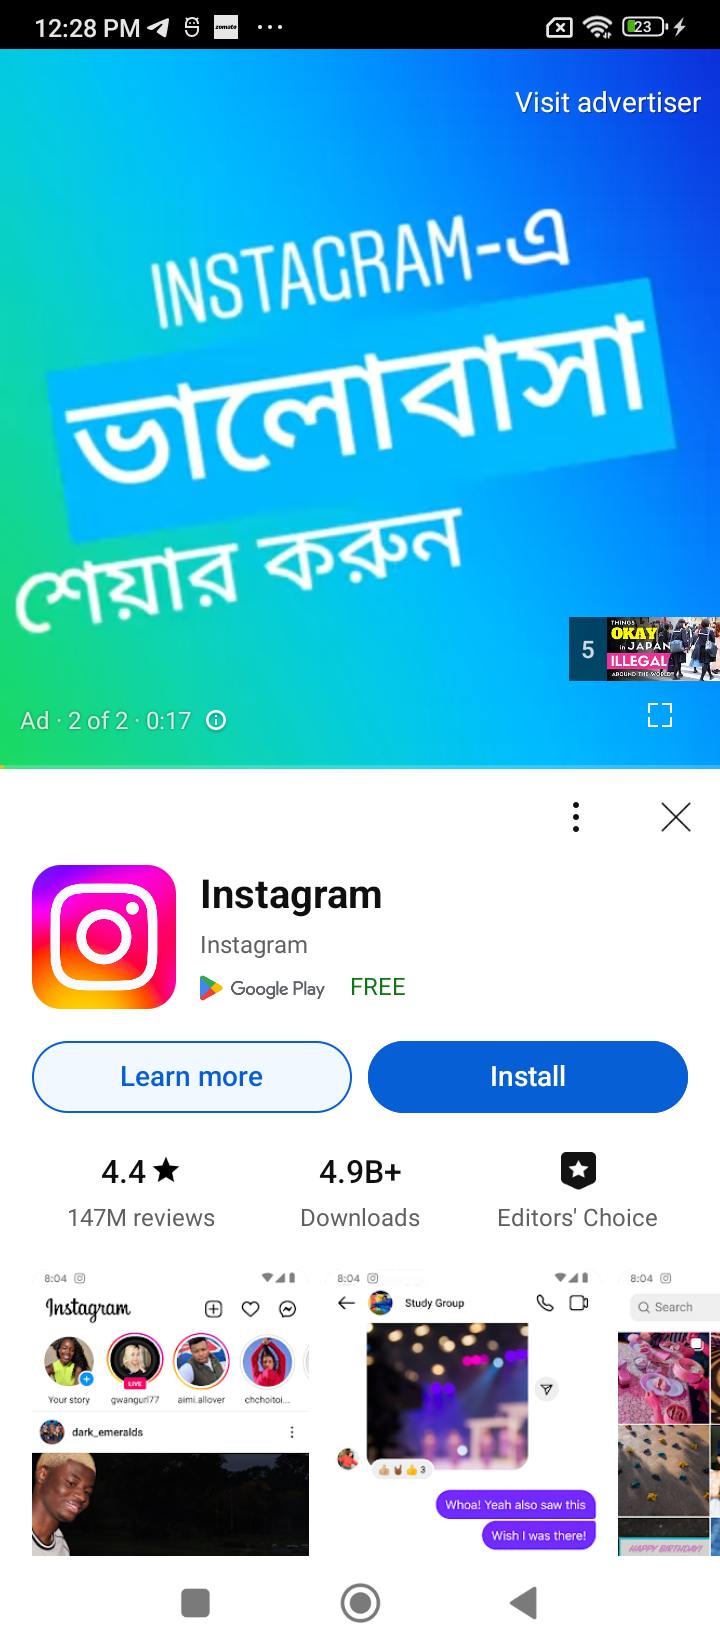 12:28 PM
zomato
23
Visit advertiser
INSTAGRAM-এ
ভালোবাসা
শেয়ার করুন
5
THINGS
OKAY
in JAPAN
ILLEGAL
AROUND THE WORLD
Ad · 2 of 2 · 0:17
Instagram
Instagram
Google Play FREE
Learn more
Install
4.4★
4.9B+
147M reviews
Downloads
Editors' Choice
8:04
Instagram
Your story
LIVE
gwangurl77
aimi.allover
chchoitoi...
dark_emeralds
8:04
Study Group
3
Whoa! Yeah also saw this
Wish I was there!
8:04
Search
HAPPY BIRTHDAY!